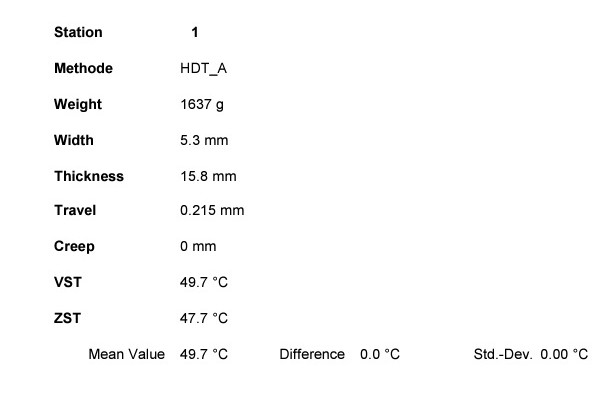 Station 1
Methode HDT_A
Weight 1637 g
Width 5.3 mm
Thickness 15.8 mm
Travel 0.215 mm
Creep 0 mm
VST 49.7 °C
ZST 47.7 °C
Mean Value 49.7 °C Difference 0.0 °C Std.-Dev. 0.00 °C